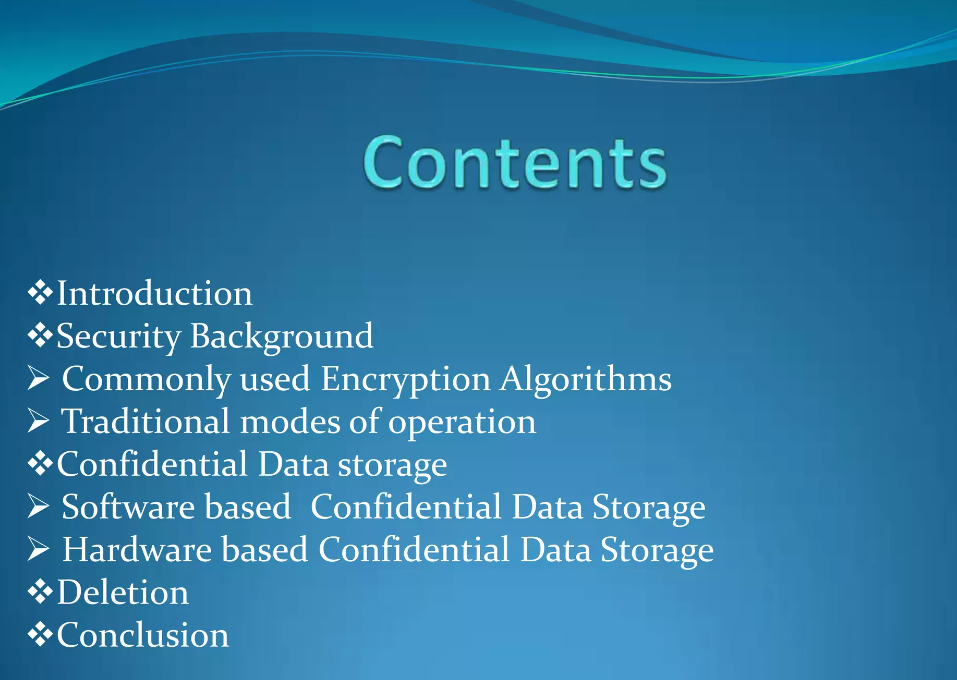 Contents
❖Introduction
❖Security Background
➢ Commonly used Encryption Algorithms
➢ Traditional modes of operation
❖Confidential Data storage
➢ Software based  Confidential Data Storage
➢ Hardware based Confidential Data Storage
❖Deletion
❖Conclusion